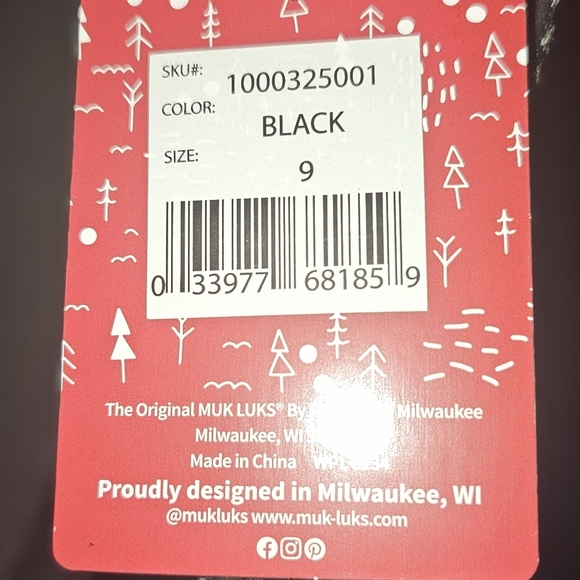 SKU#: 1000325001
COLOR: BLACK
SIZE: 9
0 33977 68185 9
The Original MUK LUKS® By Milwaukee
Milwaukee, WI
Made in China
Proudly designed in Milwaukee, WI
@mukluks www.muk-luks.com